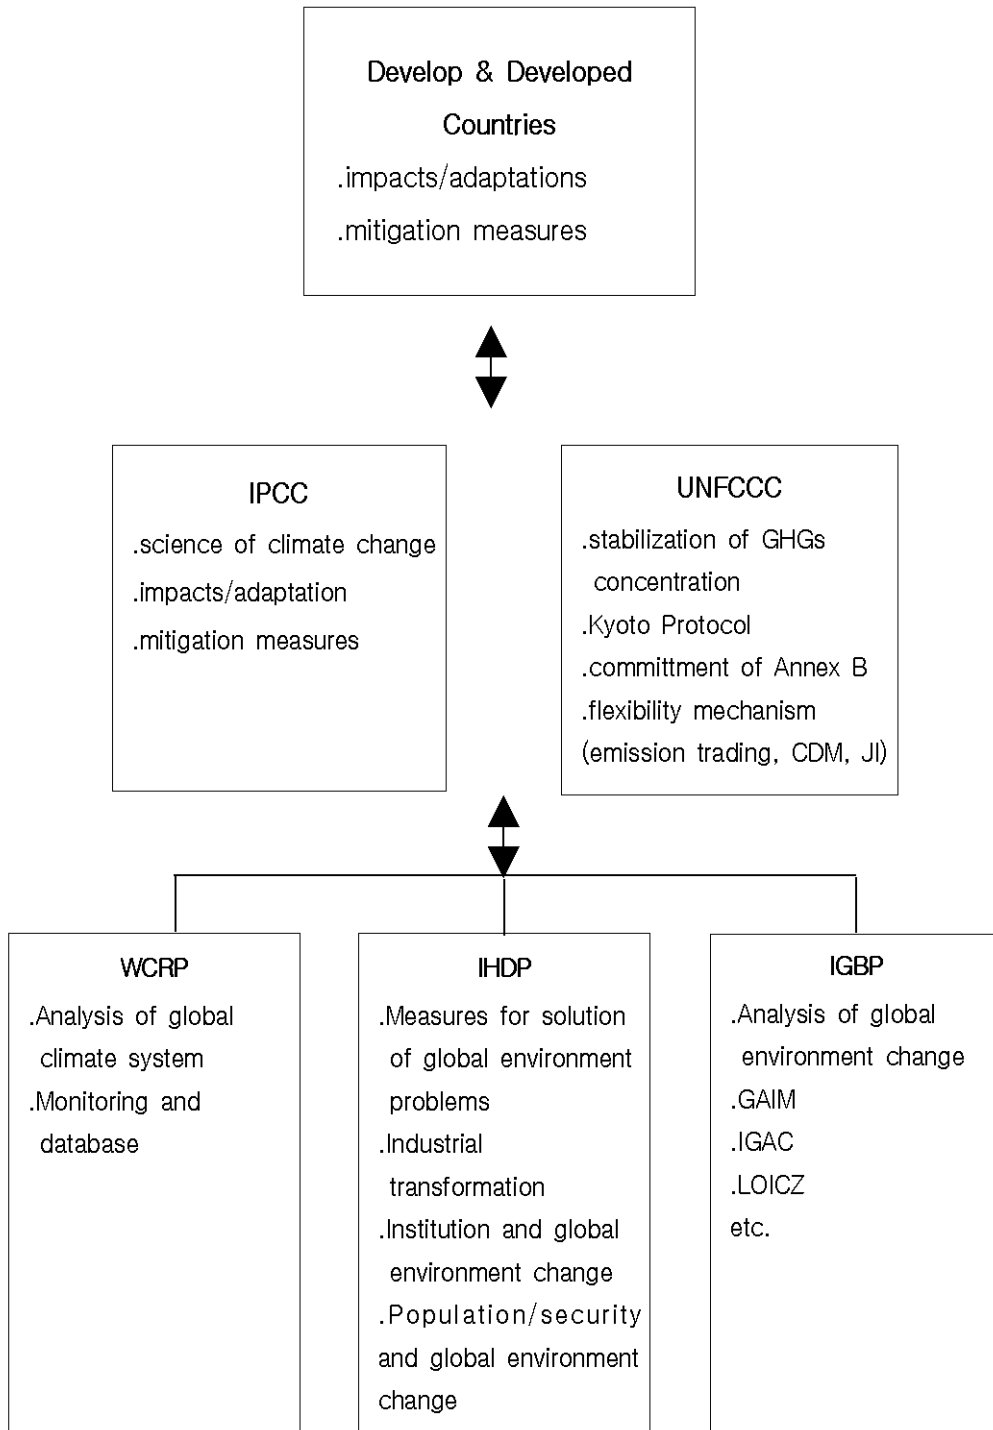 Develop & Developed
Countries
.impacts/adaptations
.mitigation measures
IPCC
.science of climate change
.impacts/adaptation
.mitigation measures
UNFCCC
.stabilization of GHGs
concentration
.Kyoto Protocol
.committment of Annex B
.flexibility mechanism
(emission trading, CDM, JI)
WCRP
.Analysis of global
climate system
.Monitoring and
database
IHDP
.Measures for solution
of global environment
problems
.Industrial
transformation
.Institution and global
environment change
.Population/security
and global environment
change
IGBP
.Analysis of global
environment change
.GAIM
.IGAC
.LOICZ
etc.